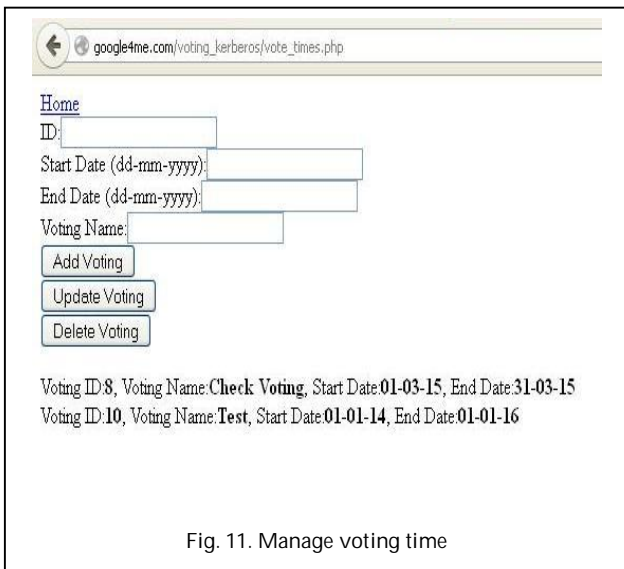 google4me.com/voting_kerberos/vote_times.php
Home
ID:
Start Date (dd-mm-yyyy):
End Date (dd-mm-yyyy):
Voting Name:
Add Voting
Update Voting
Delete Voting
Voting ID:8, Voting Name:Check Voting, Start Date:01-03-15, End Date:31-03-15
Voting ID:10, Voting Name:Test, Start Date:01-01-14, End Date:01-01-16
Fig. 11. Manage voting time